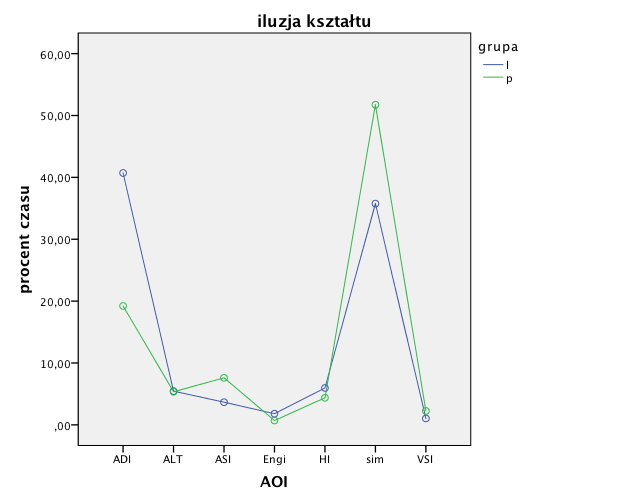 iluzja kształtu
grupa
l
p
60,00
50,00
40,00
30,00
20,00
10,00
,00
procent czasu
ADI ALT ASI Engi HI sim VSI
AOI